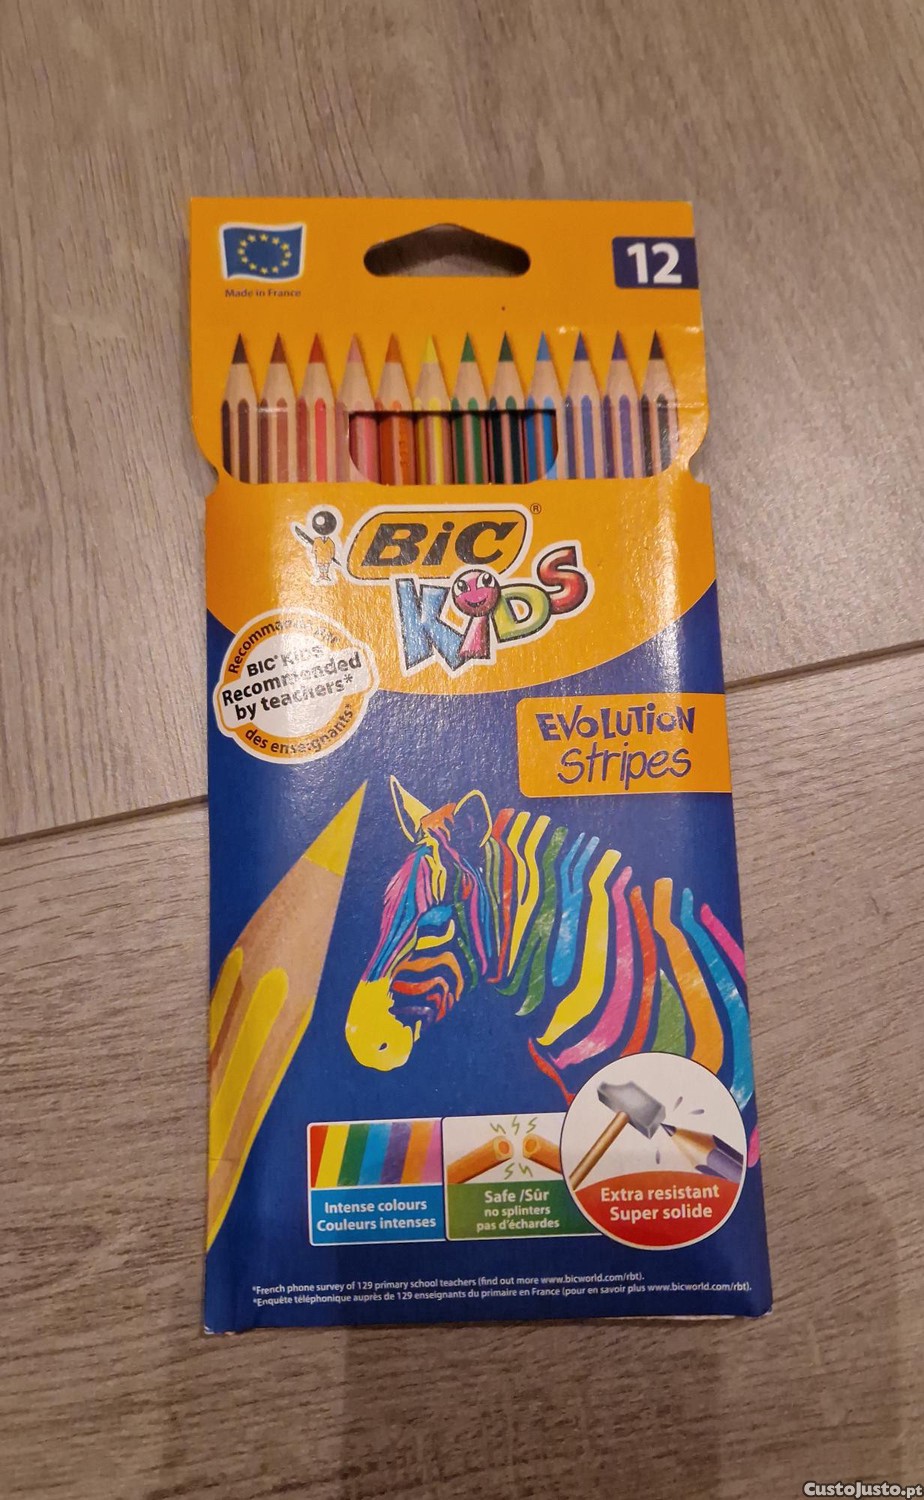 Made in France
12
BiC®
KiDS
Recommandé par
BIC® KIDS
Recommended
by teachers*
des enseignants*
EVOLUTiON
Stripes
Intense colours
Couleurs intenses
Safe /Sûr
no splinters
pas d'échardes
Extra resistant
Super solide
*French phone survey of 129 primary school teachers (find out more www.bicworld.com/rbt).
*Enquête téléphonique auprès de 129 enseignants du primaire en France (pour en savoir plus www.bicworld.com/rbt).
CustoJusto.pt